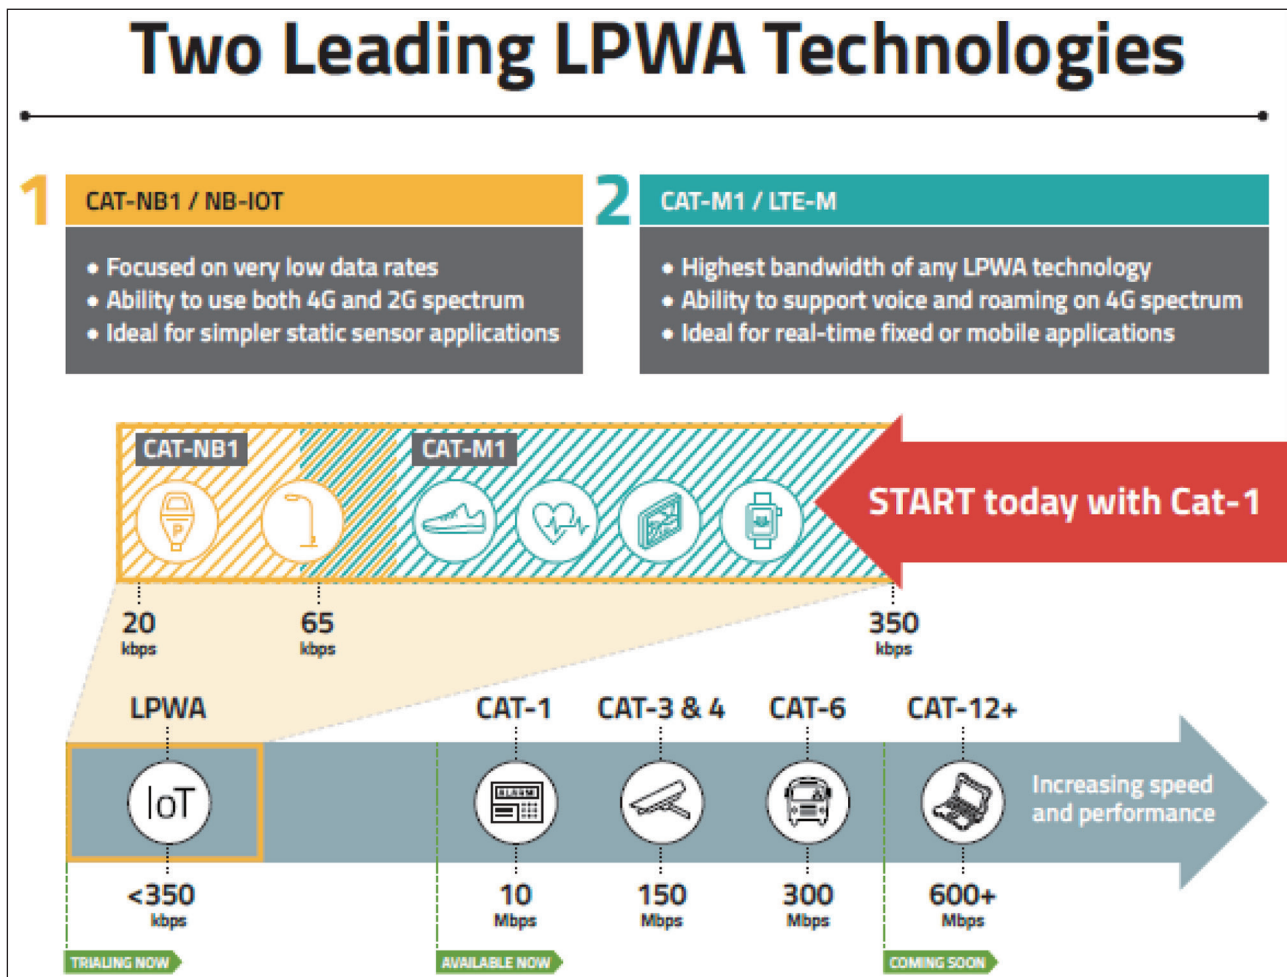 Two Leading LPWA Technologies
1
CAT-NB1 / NB-IOT
• Focused on very low data rates
• Ability to use both 4G and 2G spectrum
• Ideal for simpler static sensor applications
2
CAT-M1 / LTE-M
• Highest bandwidth of any LPWA technology
• Ability to support voice and roaming on 4G spectrum
• Ideal for real-time fixed or mobile applications
CAT-NB1
CAT-M1
P
START today with Cat-1
20
kbps
65
kbps
350
kbps
LPWA
CAT-1
CAT-3 & 4
CAT-6
CAT-12+
IoT
ALARM
Increasing speed
and performance
<350
kbps
10
Mbps
150
Mbps
300
Mbps
600+
Mbps
TRIALING NOW
AVAILABLE NOW
COMING SOON